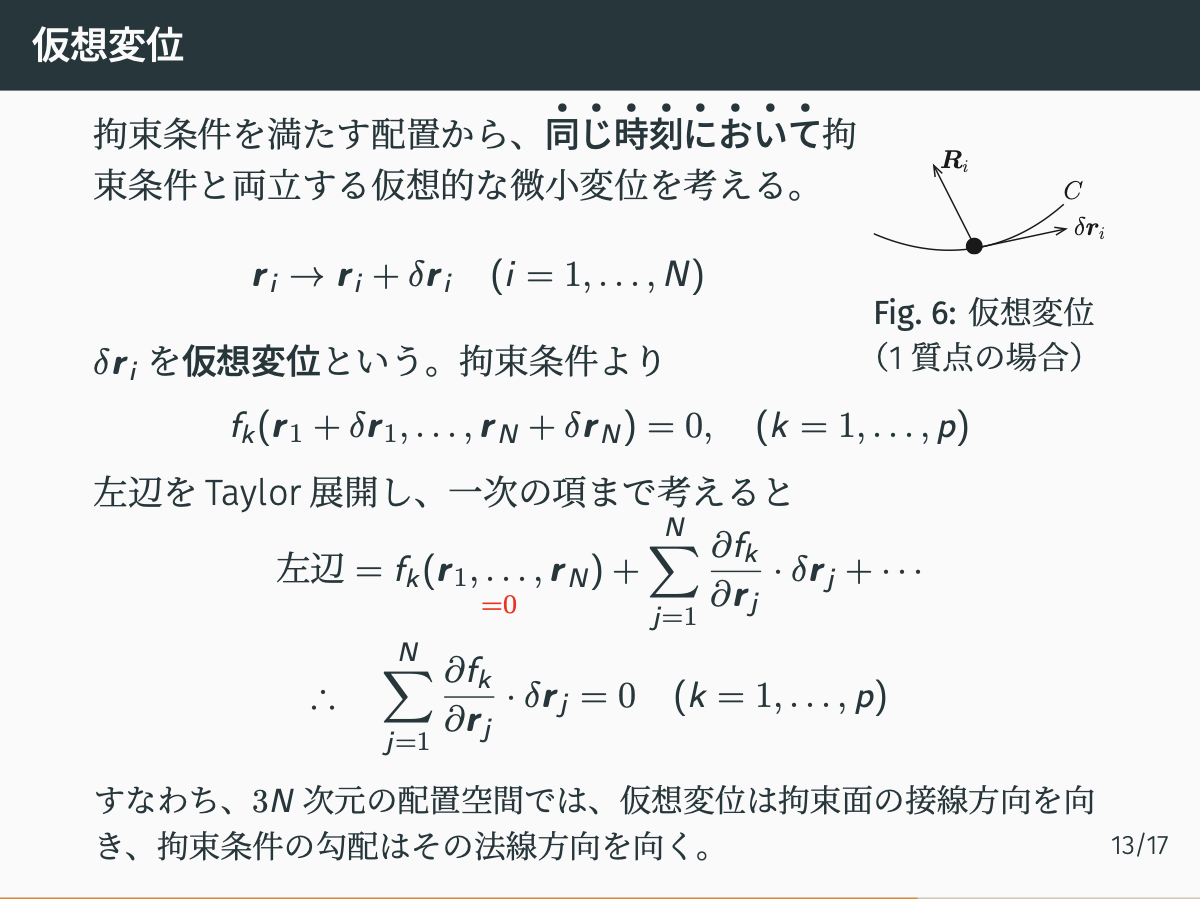 仮想変位
拘束条件を満たす配置から、同じ時刻において拘
束条件と両立する仮想的な微小変位を考える。
r_i → r_i + δr_i (i = 1, . . . , N)
R_i
C
δr_i
Fig. 6: 仮想変位
（1 質点の場合）
δr_i を仮想変位という。拘束条件より
f_k(r_1 + δr_1, . . . , r_N + δr_N) = 0, (k = 1, . . . , p)
左辺を Taylor 展開し、一次の項まで考えると
左辺 = f_k(r_1, . . . , r_N) + ∑_{j=1}^{N} ∂f_k/∂r_j · δr_j + · · ·
=0
∴ ∑_{j=1}^{N} ∂f_k/∂r_j · δr_j = 0 (k = 1, . . . , p)
すなわち、3N 次元の配置空間では、仮想変位は拘束面の接線方向を向
き、拘束条件の勾配はその法線方向を向く。
13/17